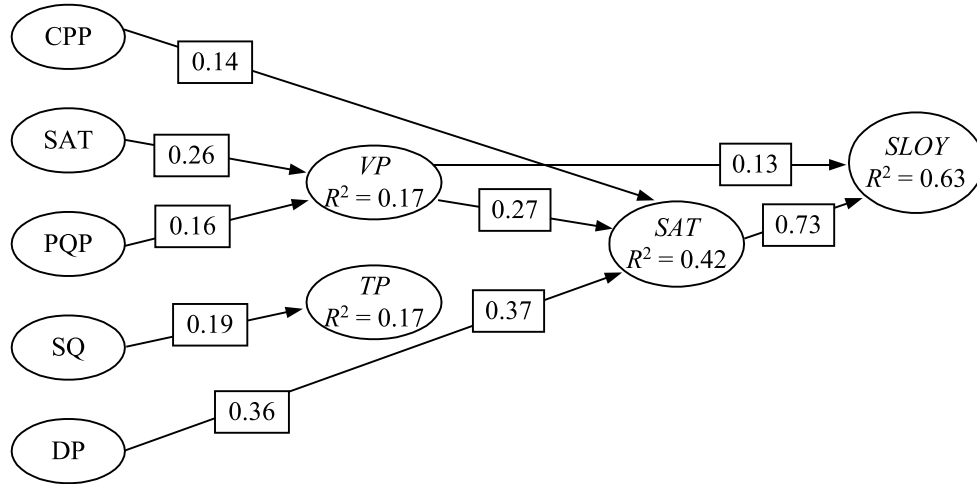 CPP
0.14
SAT
0.26
VP
R² = 0.17
0.13
SLOY
R² = 0.63
PQP
0.16
0.27
SAT
R² = 0.42
0.73
TP
R² = 0.17
SQ
0.19
0.37
0.36
DP